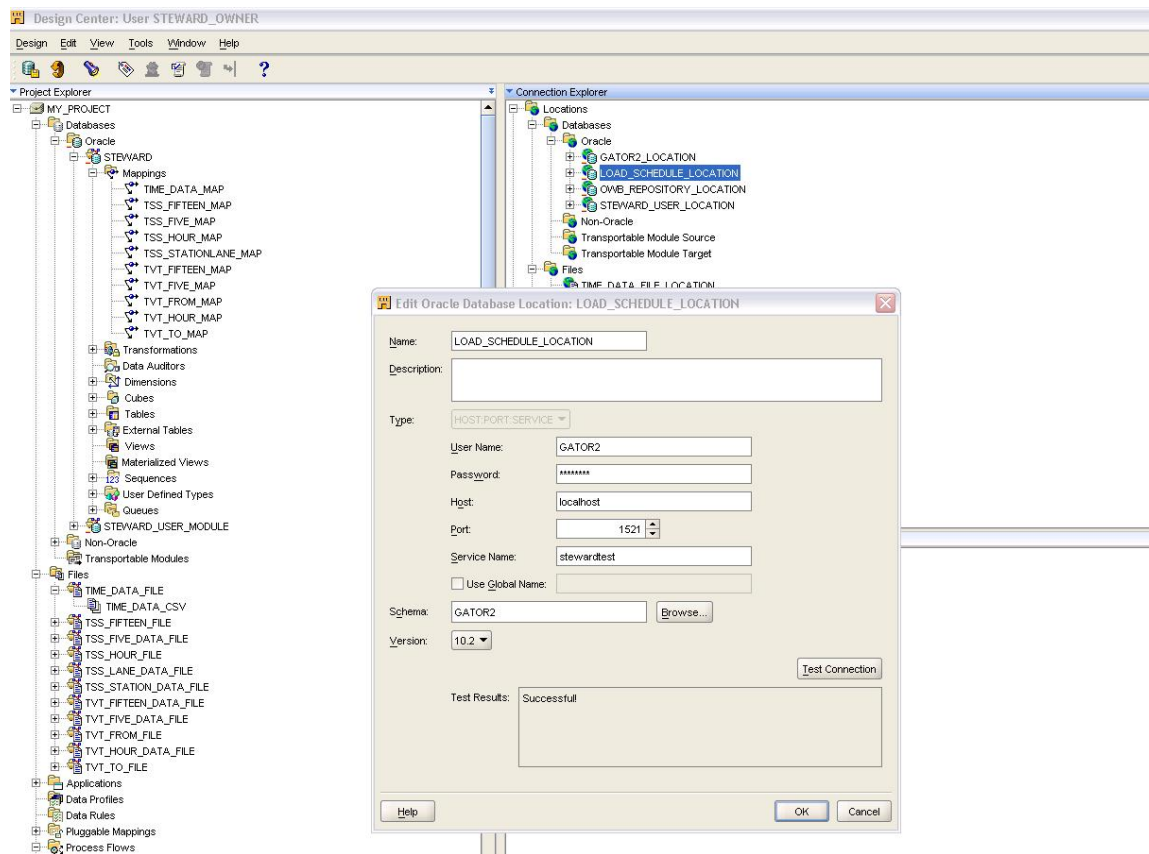 Design Center: User STEWARD_OWNER
Design Edit View Tools Window Help
Project Explorer
MY_PROJECT
Databases
Oracle
STEWARD
Mappings
TIME_DATA_MAP
TSS_FIFTEEN_MAP
TSS_FIVE_MAP
TSS_HOUR_MAP
TSS_STATIONLANE_MAP
TVT_FIFTEEN_MAP
TVT_FIVE_MAP
TVT_FROM_MAP
TVT_HOUR_MAP
TVT_TO_MAP
Transformations
Data Auditors
Dimensions
Cubes
Tables
External Tables
Views
Materialized Views
123 Sequences
User Defined Types
Queues
STEWARD_USER_MODULE
Non-Oracle
Transportable Modules
Files
TIME_DATA_FILE
TIME_DATA_CSV
TSS_FIFTEEN_FILE
TSS_FIVE_DATA_FILE
TSS_HOUR_FILE
TSS_LANE_DATA_FILE
TSS_STATION_DATA_FILE
TVT_FIFTEEN_DATA_FILE
TVT_FIVE_DATA_FILE
TVT_FROM_FILE
TVT_HOUR_DATA_FILE
TVT_TO_FILE
Applications
Data Profiles
Data Rules
Pluggable Mappings
Process Flows
Connection Explorer
Locations
Databases
Oracle
GATOR2_LOCATION
LOAD_SCHEDULE_LOCATION
OWB_REPOSITORY_LOCATION
STEWARD_USER_LOCATION
Non-Oracle
Transportable Module Source
Transportable Module Target
Files
TIME_DATA_FILE_LOCATION
Edit Oracle Database Location: LOAD_SCHEDULE_LOCATION
Name: LOAD_SCHEDULE_LOCATION
Description:
Type: HOST:PORT:SERVICE
User Name: GATOR2
Password: ********
Host: localhost
Port: 1521
Service Name: stewardtest
Use Global Name:
Schema: GATOR2 Browse...
Version: 10.2
Test Connection
Test Results: Successful!
Help OK Cancel